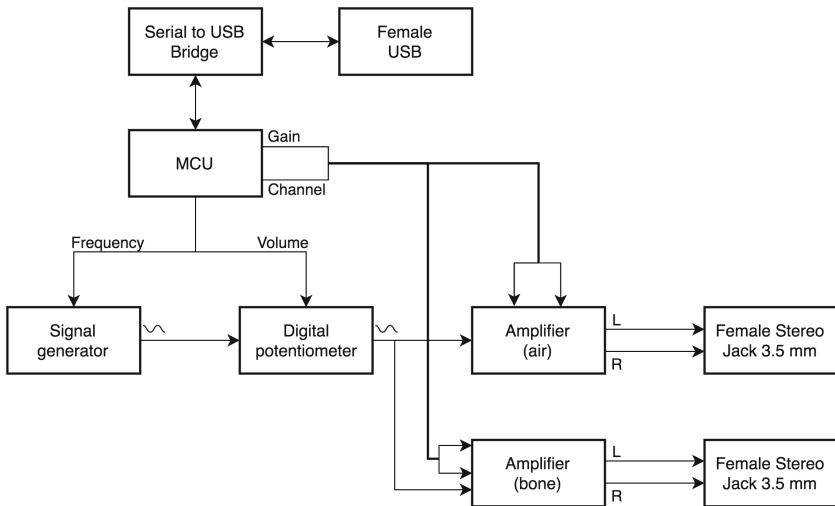 Serial to USB
Bridge
Female
USB
MCU
Gain
Channel
Frequency
Volume
Signal
generator
Digital
potentiometer
Amplifier
(air)
L
R
Female Stereo
Jack 3.5 mm
Amplifier
(bone)
L
R
Female Stereo
Jack 3.5 mm